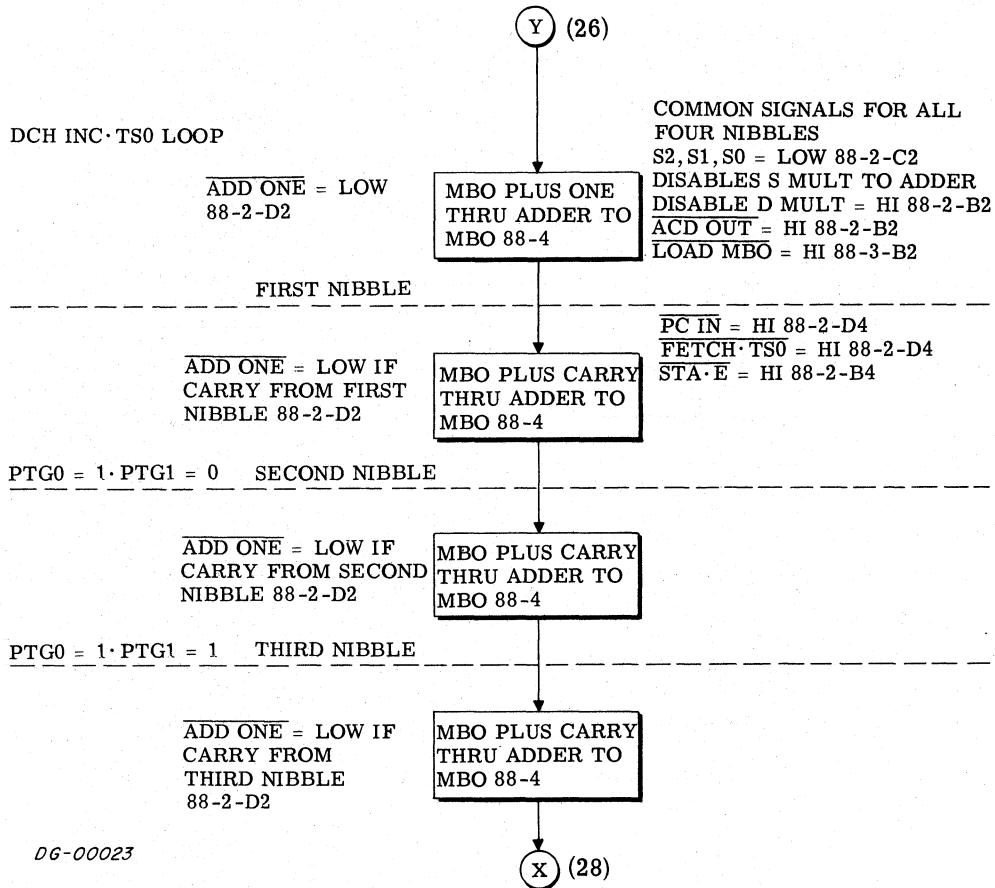 Y (26)
DCH INC·TS0 LOOP
COMMON SIGNALS FOR ALL
FOUR NIBBLES
S2, S1, S0 = LOW 88-2-C2
DISABLES S MULT TO ADDER
DISABLE D MULT = HI 88-2-B2
ACD OUT = HI 88-2-B2
LOAD MBO = HI 88-3-B2
ADD ONE = LOW
88-2-D2
MBO PLUS ONE
THRU ADDER TO
MBO 88-4
FIRST NIBBLE
PC IN = HI 88-2-D4
FETCH·TS0 = HI 88-2-D4
STA·E = HI 88-2-B4
ADD ONE = LOW IF
CARRY FROM FIRST
NIBBLE 88-2-D2
MBO PLUS CARRY
THRU ADDER TO
MBO 88-4
PTG0 = 1·PTG1 = 0 SECOND NIBBLE
ADD ONE = LOW IF
CARRY FROM SECOND
NIBBLE 88-2-D2
MBO PLUS CARRY
THRU ADDER TO
MBO 88-4
PTG0 = 1·PTG1 = 1 THIRD NIBBLE
ADD ONE = LOW IF
CARRY FROM
THIRD NIBBLE
88-2-D2
MBO PLUS CARRY
THRU ADDER TO
MBO 88-4
DG-00023
X (28)